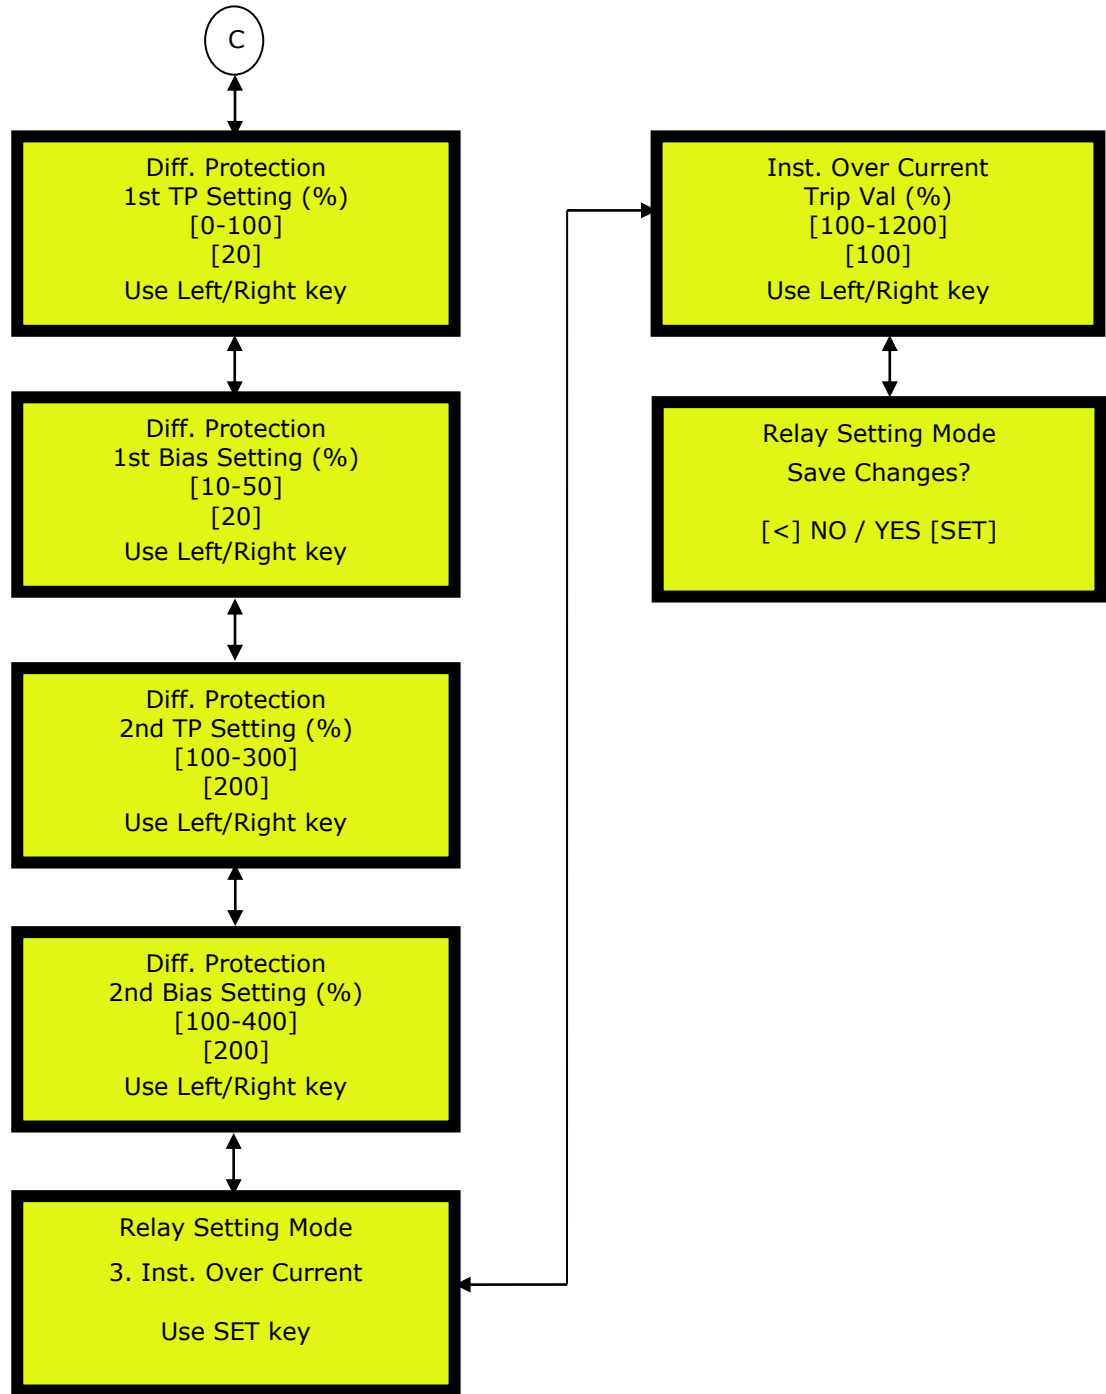 C
Diff. Protection
1st TP Setting (%)
[0-100]
[20]
Use Left/Right key
Diff. Protection
1st Bias Setting (%)
[10-50]
[20]
Use Left/Right key
Diff. Protection
2nd TP Setting (%)
[100-300]
[200]
Use Left/Right key
Diff. Protection
2nd Bias Setting (%)
[100-400]
[200]
Use Left/Right key
Relay Setting Mode
3. Inst. Over Current
Use SET key
Inst. Over Current
Trip Val (%)
[100-1200]
[100]
Use Left/Right key
Relay Setting Mode
Save Changes?
[<] NO / YES [SET]